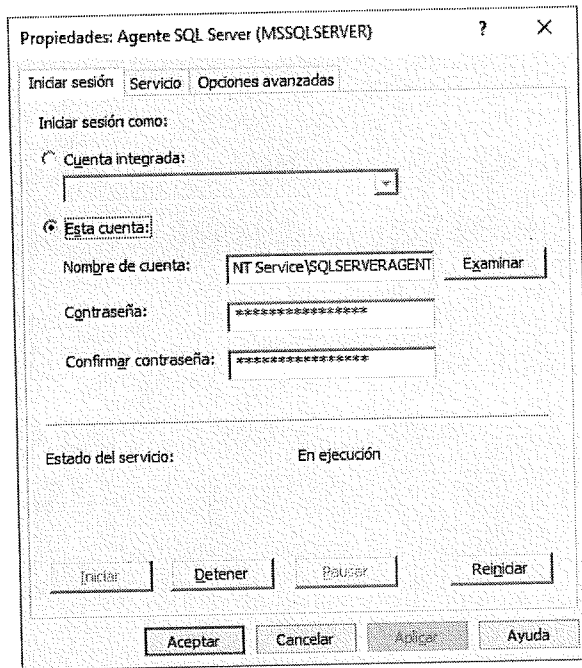 Propiedades: Agente SQL Server (MSSQLSERVER) ? ✕
Iniciar sesión Servicio Opciones avanzadas
Iniciar sesión como:
Cuenta integrada:
Esta cuenta:
Nombre de cuenta: NT Service\SQLSERVERAGENT Examinar
Contraseña: ****************
Confirmar contraseña: ****************
Estado del servicio: En ejecución
Iniciar Detener Pausar Reiniciar
Aceptar Cancelar Aplicar Ayuda